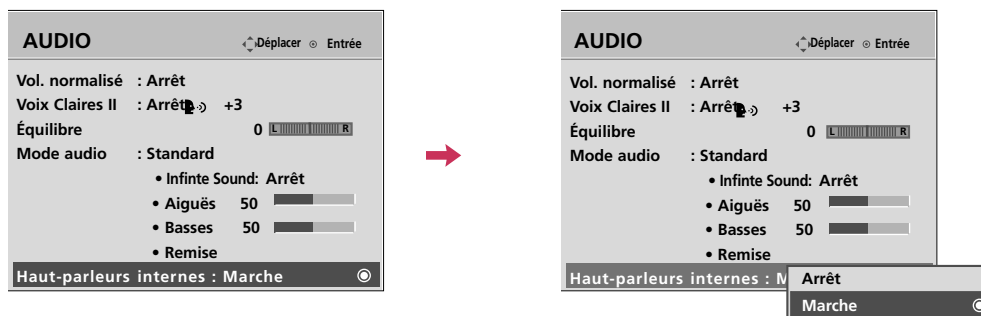 AUDIO
Déplacer Entrée
Vol. normalisé : Arrêt
Voix Claires II : Arrêt +3
Équilibre 0 L R
Mode audio : Standard
• Infinte Sound: Arrêt
• Aiguës 50
• Basses 50
• Remise
Haut-parleurs internes : Marche
AUDIO
Déplacer Entrée
Vol. normalisé : Arrêt
Voix Claires II : Arrêt +3
Équilibre 0 L R
Mode audio : Standard
• Infinte Sound: Arrêt
• Aiguës 50
• Basses 50
• Remise
Haut-parleurs internes : M
Arrêt
Marche